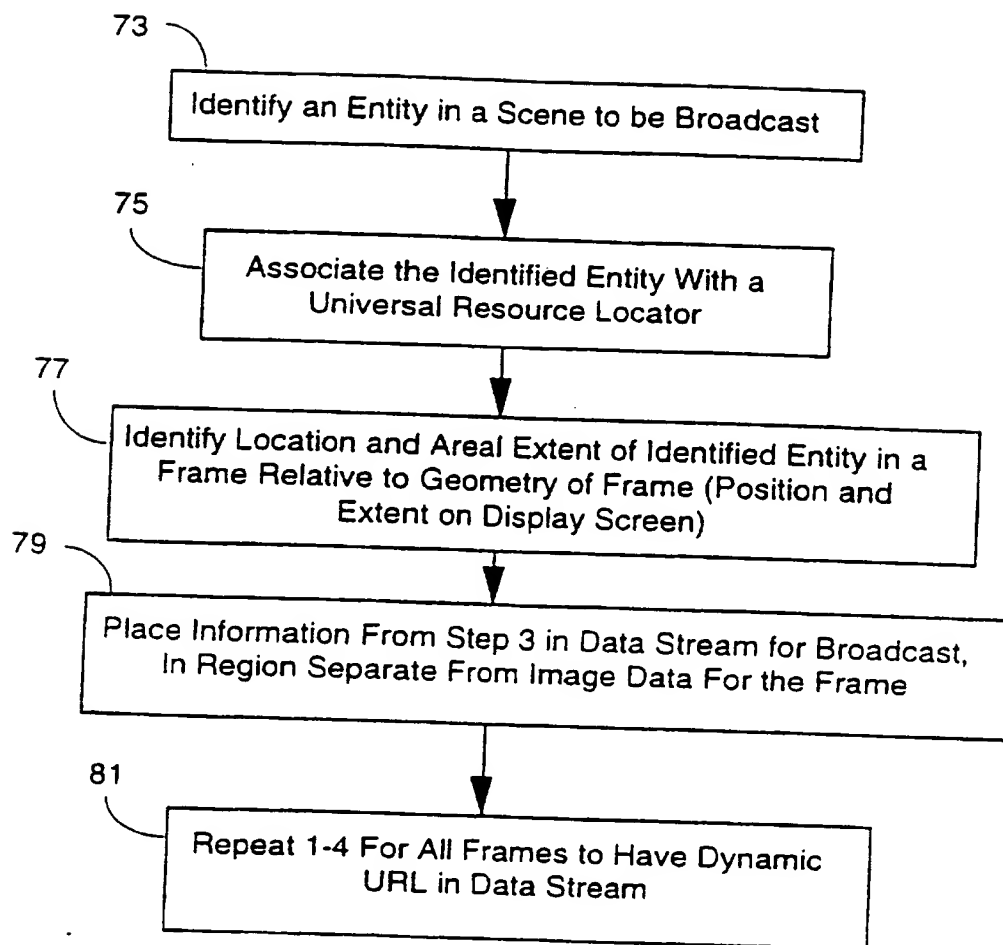 73
Identify an Entity in a Scene to be Broadcast
75
Associate the Identified Entity With a
Universal Resource Locator
77
Identify Location and Areal Extent of Identified Entity in a
Frame Relative to Geometry of Frame (Position and
Extent on Display Screen)
79
Place Information From Step 3 in Data Stream for Broadcast,
In Region Separate From Image Data For the Frame
81
Repeat 1-4 For All Frames to Have Dynamic
URL in Data Stream